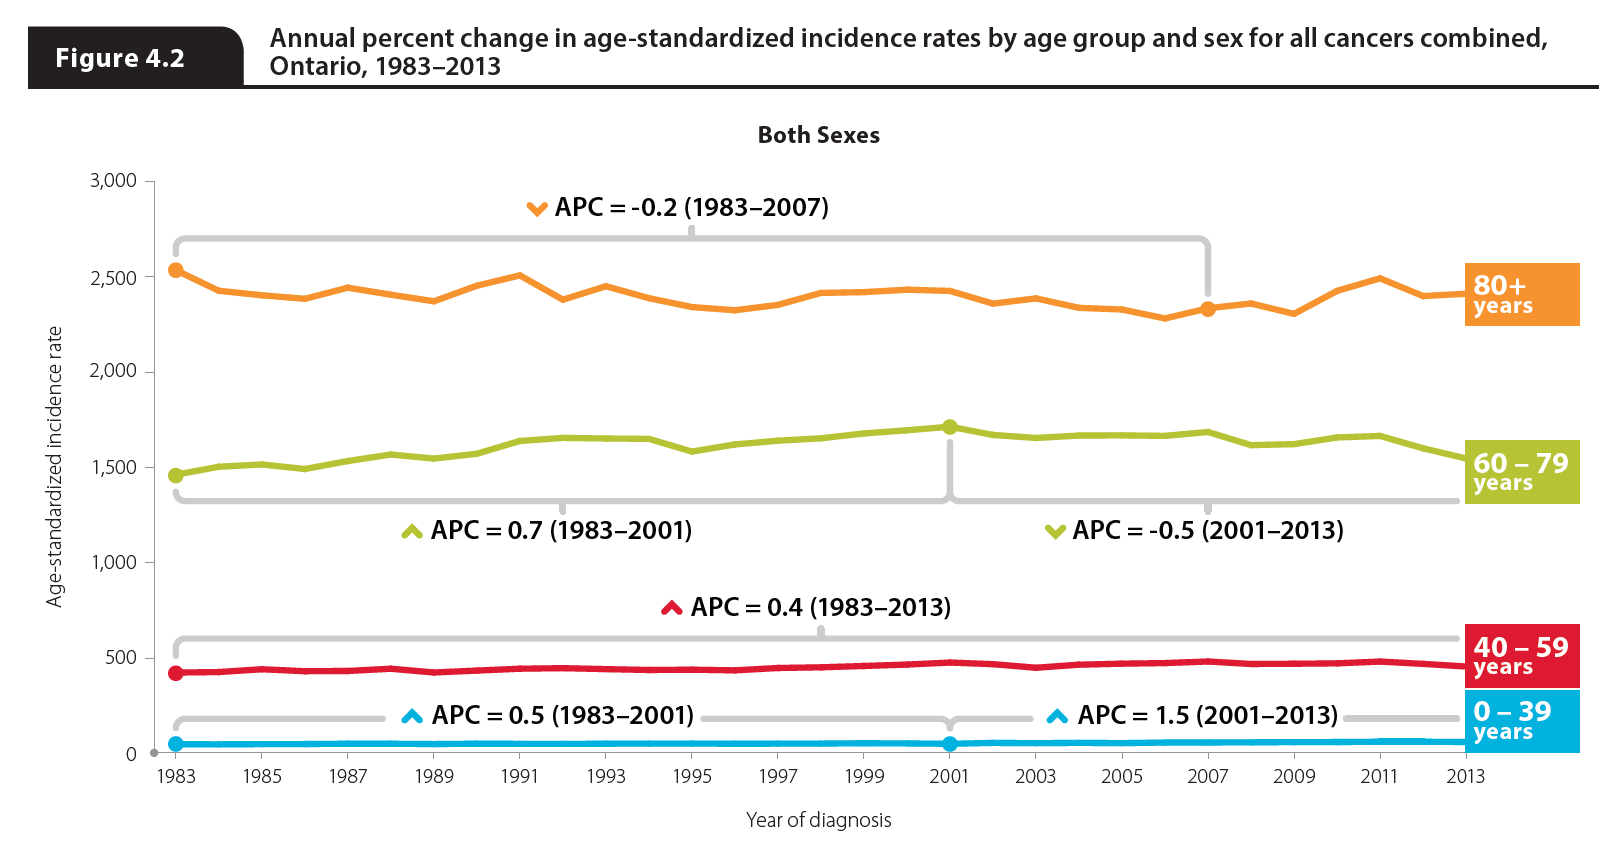 Figure 4.2
Annual percent change in age-standardized incidence rates by age group and sex for all cancers combined,
Ontario, 1983–2013
Both Sexes
Age-standardized incidence rate
3,000
2,500
2,000
1,500
1,000
500
0
APC = -0.2 (1983–2007)
80+
years
60 – 79
years
APC = 0.7 (1983–2001)
APC = -0.5 (2001–2013)
APC = 0.4 (1983–2013)
40 – 59
years
APC = 0.5 (1983–2001)
APC = 1.5 (2001–2013)
0 – 39
years
1983 1985 1987 1989 1991 1993 1995 1997 1999 2001 2003 2005 2007 2009 2011 2013
Year of diagnosis